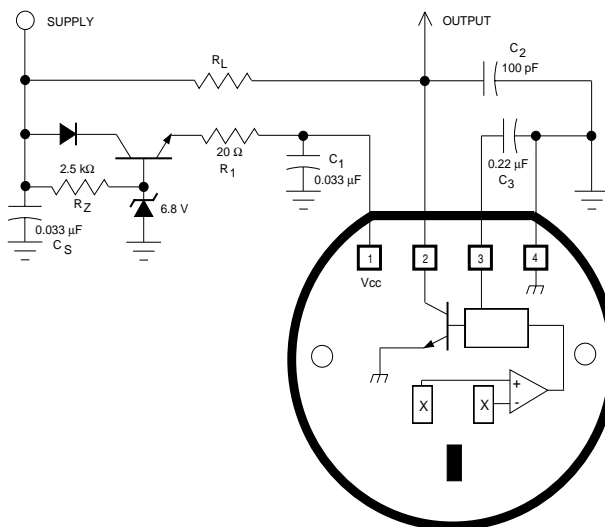 SUPPLY
OUTPUT
C2
100 pF
RL
20 Ω
R1
C1
0.033 µF
0.22 µF
C3
2.5 kΩ
RZ
6.8 V
0.033 µF
CS
1
2
3
4
Vcc
+
-
X
X